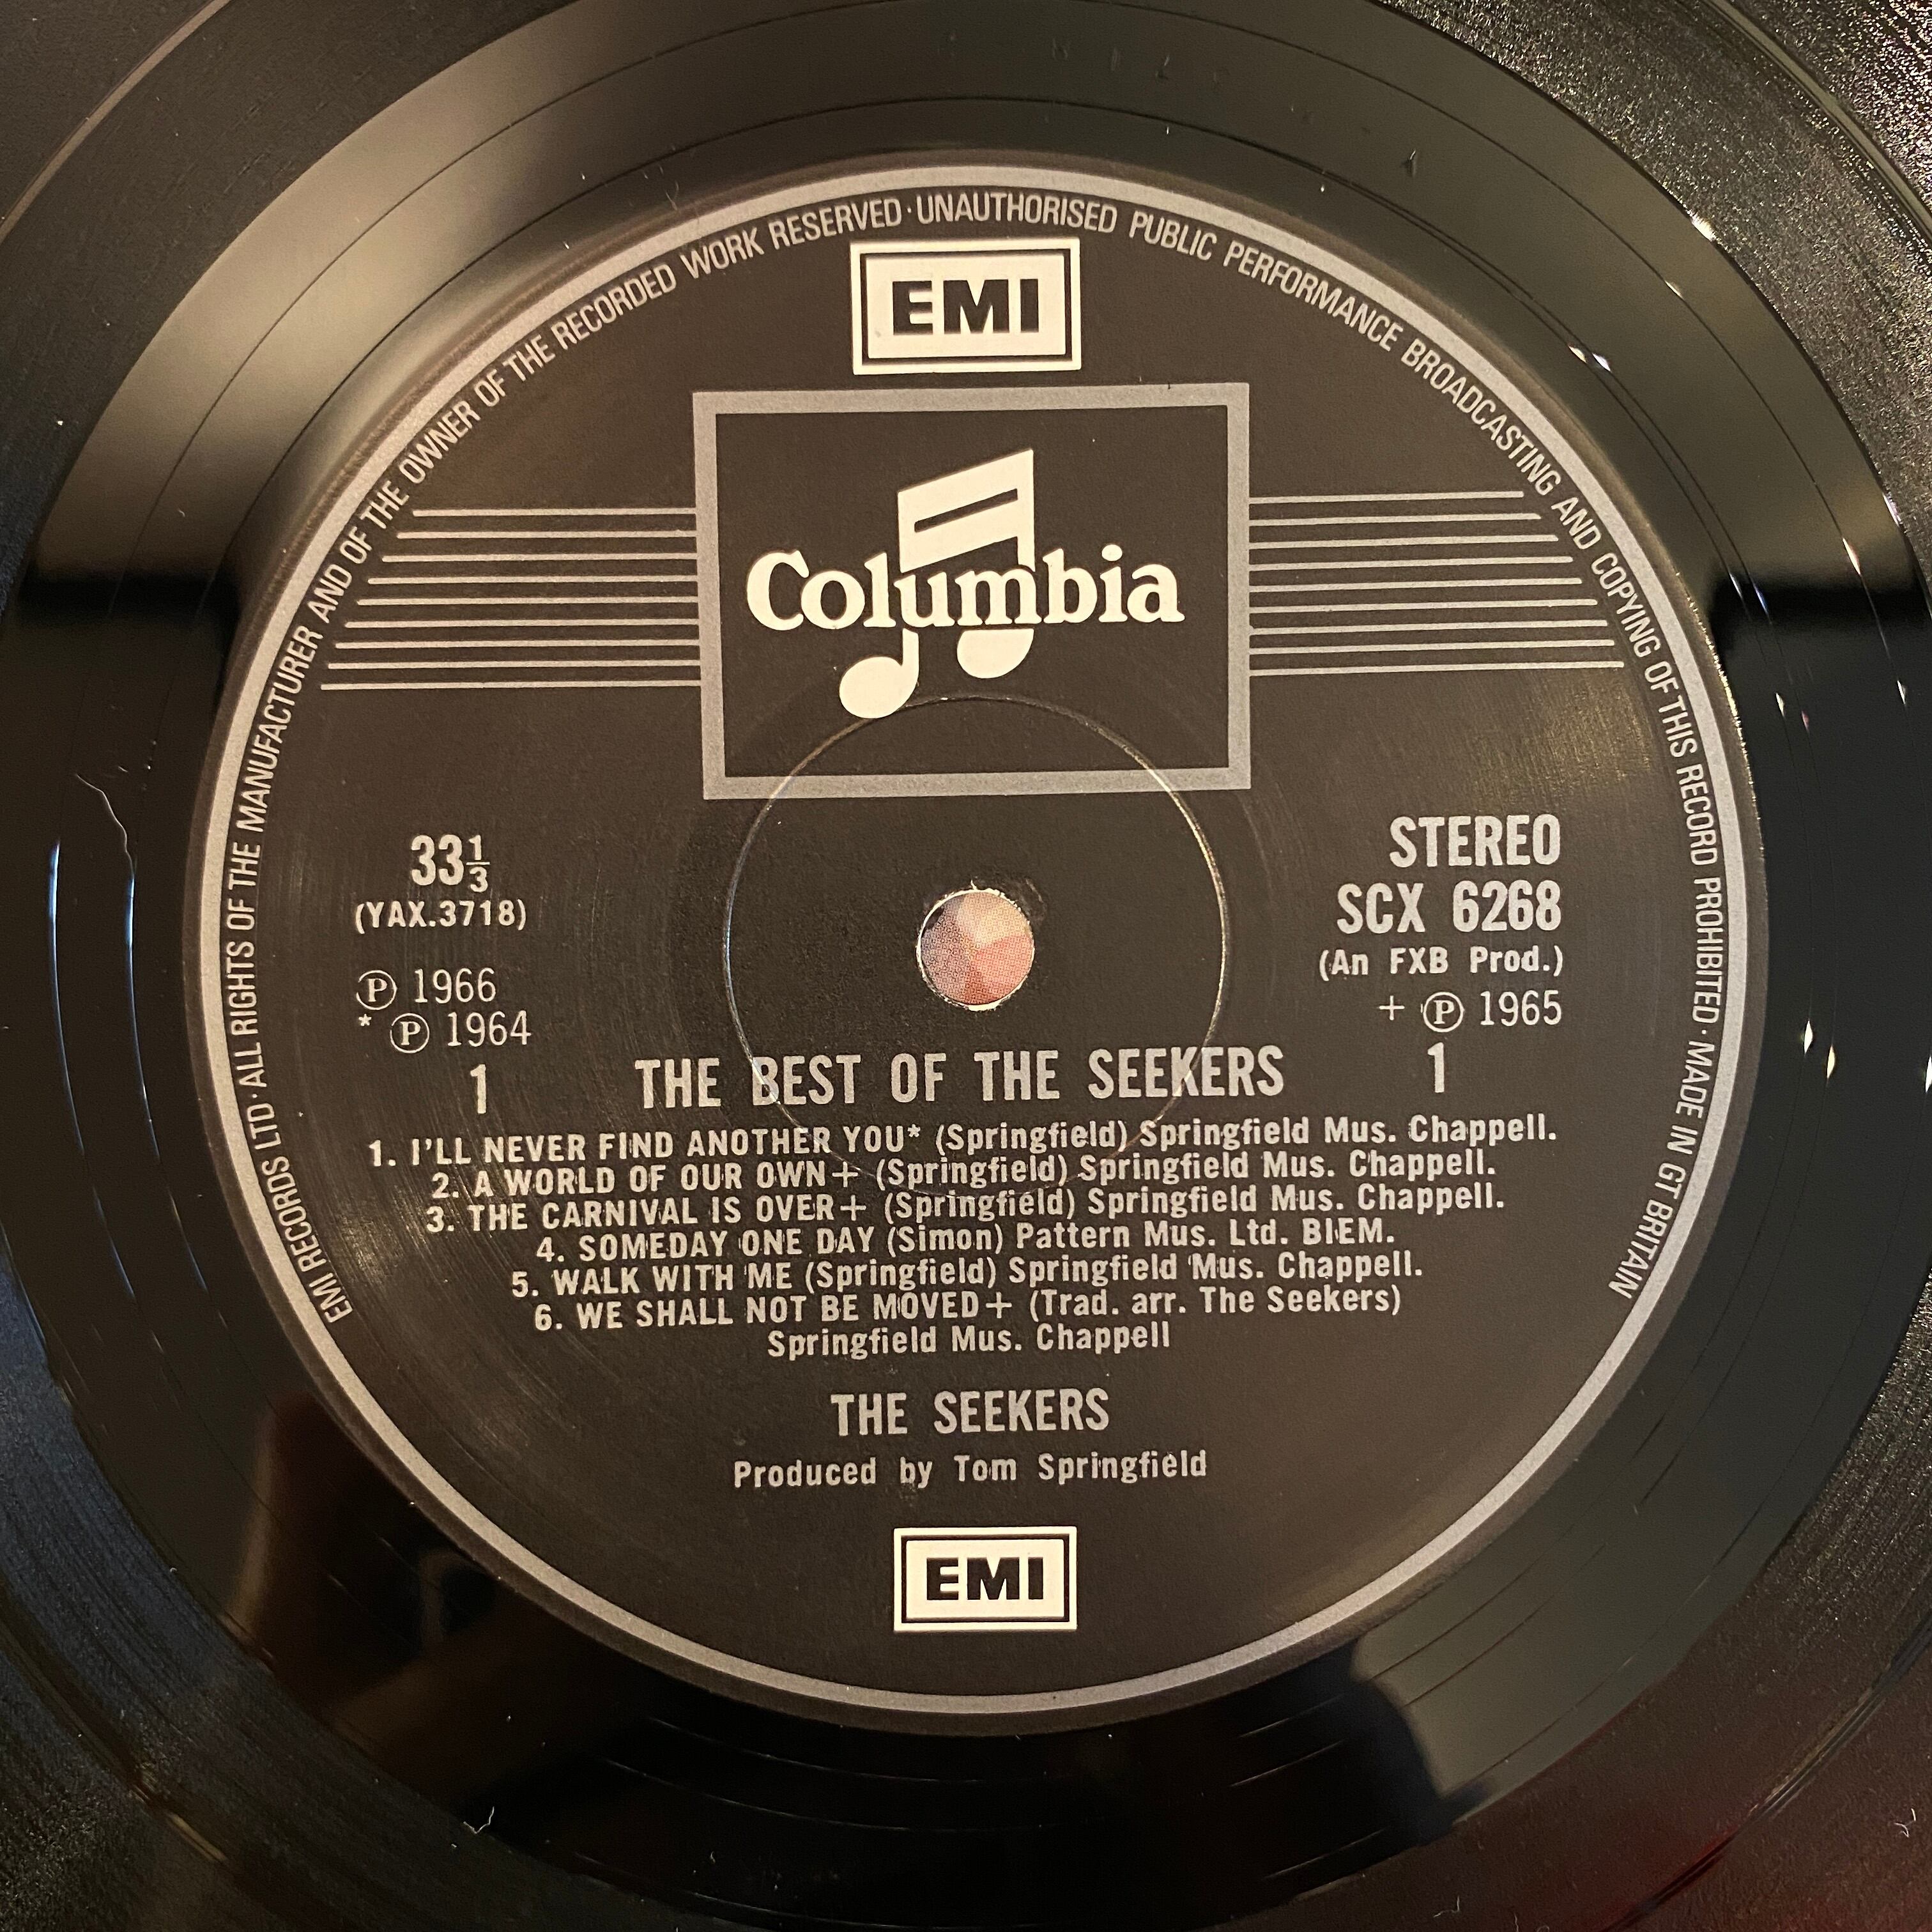 EMI RECORDS LTD · ALL RIGHTS OF THE MANUFACTURER AND OF THE OWNER OF THE RECORDED WORK RESERVED · UNAUTHORISED PUBLIC PERFORMANCE BROADCASTING AND COPYING OF THIS RECORD PROHIBITED · MADE IN GT BRITAIN
EMI
Columbia
33⅓
(YAX.3718)
Ⓟ 1966
* Ⓟ 1964
1
STEREO
SCX 6268
(An FXB Prod.)
+ Ⓟ 1965
1
THE BEST OF THE SEEKERS
1. I'LL NEVER FIND ANOTHER YOU* (Springfield) Springfield Mus. Chappell.
2. A WORLD OF OUR OWN+ (Springfield) Springfield Mus. Chappell.
3. THE CARNIVAL IS OVER+ (Springfield) Springfield Mus. Chappell.
4. SOMEDAY ONE DAY (Simon) Pattern Mus. Ltd. BIEM.
5. WALK WITH ME (Springfield) Springfield Mus. Chappell.
6. WE SHALL NOT BE MOVED+ (Trad. arr. The Seekers)
Springfield Mus. Chappell
THE SEEKERS
Produced by Tom Springfield
EMI